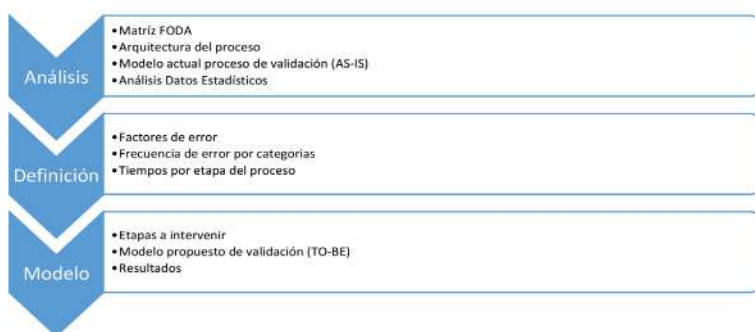 Análisis
•Matríz FODA
•Arquitectura del proceso
•Modelo actual proceso de validación (AS-IS)
•Análisis Datos Estadísticos
Definición
•Factores de error
•Frecuencia de error por categorias
•Tiempos por etapa del proceso
Modelo
•Etapas a intervenir
•Modelo propuesto de validación (TO-BE)
•Resultados